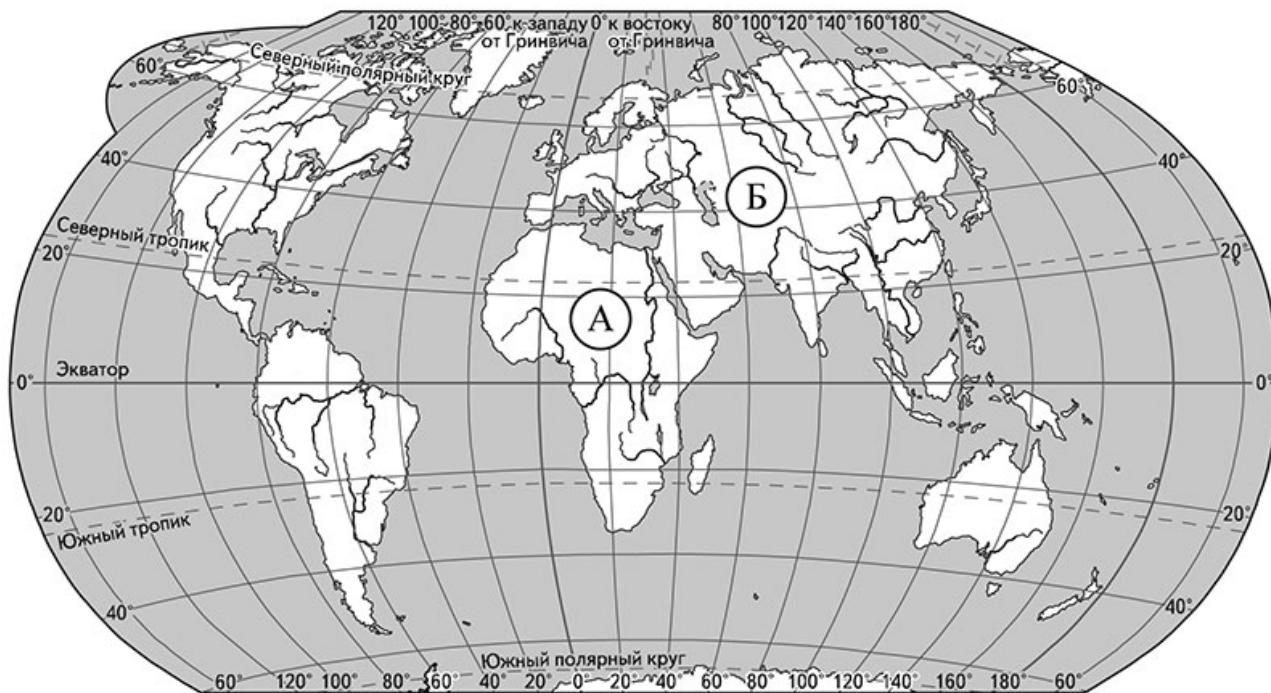 120° 100° 80° 60° к западу 0° к востоку 80° 100° 120° 140° 160° 180°
от Гринвича от Гринвича
60° Северный полярный круг 60°
40° 40°
Б
Северный тропик
20° 20°
А
Экватор
0° 0°
20° 20°
Южный тропик
40° 40°
Южный полярный круг
60° 120° 100° 80° 60° 40° 20° 0° 20° 40° 60° 80° 100° 120° 140° 160° 180° 60°